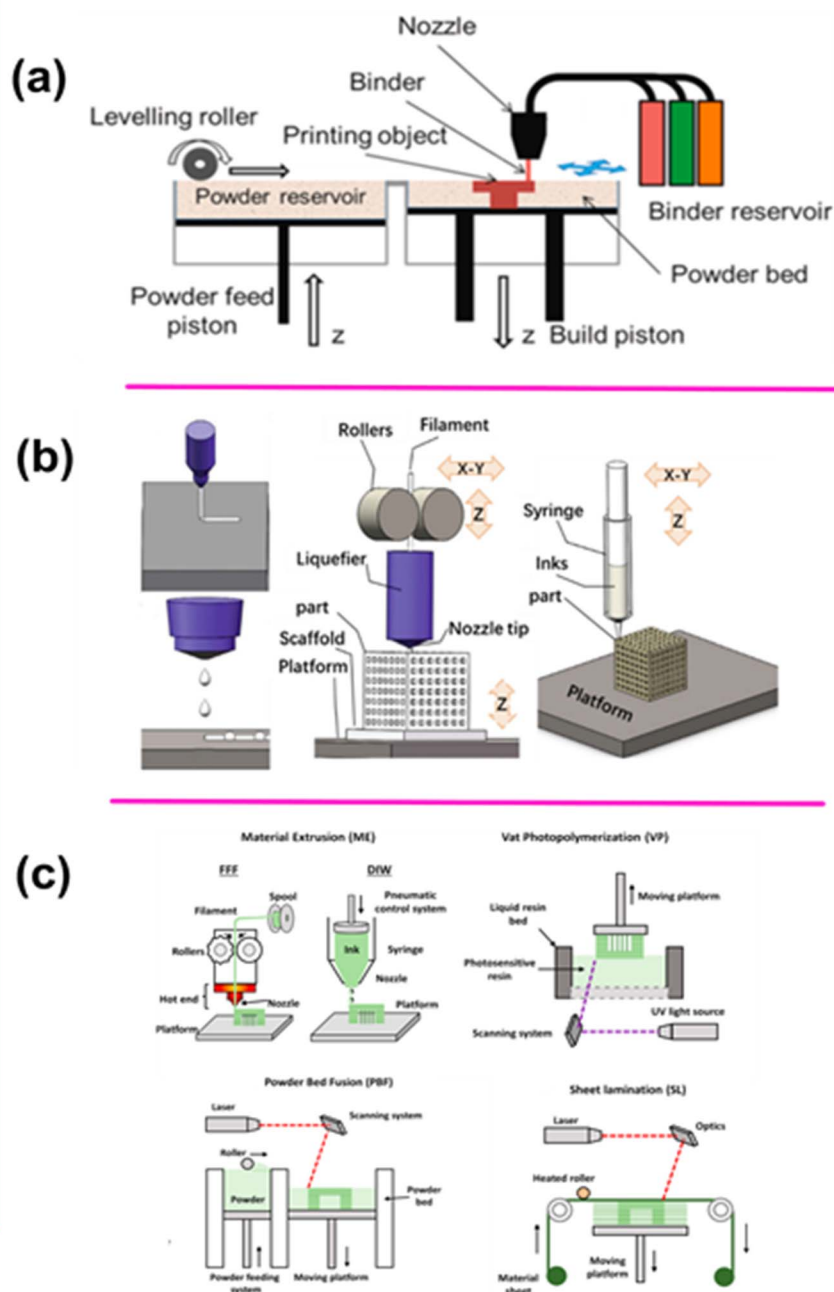 (a)
Nozzle
Binder
Levelling roller
Printing object
Powder reservoir
Binder reservoir
Powder bed
Powder feed
piston
z
z
Build piston
(b)
Rollers
Filament
X-Y
Z
Liquefier
part
Nozzle tip
Scaffold
Platform
Z
X-Y
Z
Syringe
Inks
part
Platform
(c)
Material Extrusion (ME)
FFF
DIW
Filament
Spool
Rollers
Hot end
Nozzle
Platform
Pneumatic
control system
Ink
Syringe
Nozzle
Platform
Vat Photopolymerization (VP)
Liquid resin
bed
Moving platform
Photosensitive
resin
UV light source
Scanning system
Powder Bed Fusion (PBF)
Laser
Scanning system
Roller
Powder
Powder
bed
Powder feeding
system
Moving platform
Sheet lamination (SL)
Laser
Optics
Heated roller
Material
sheet
Moving
platform